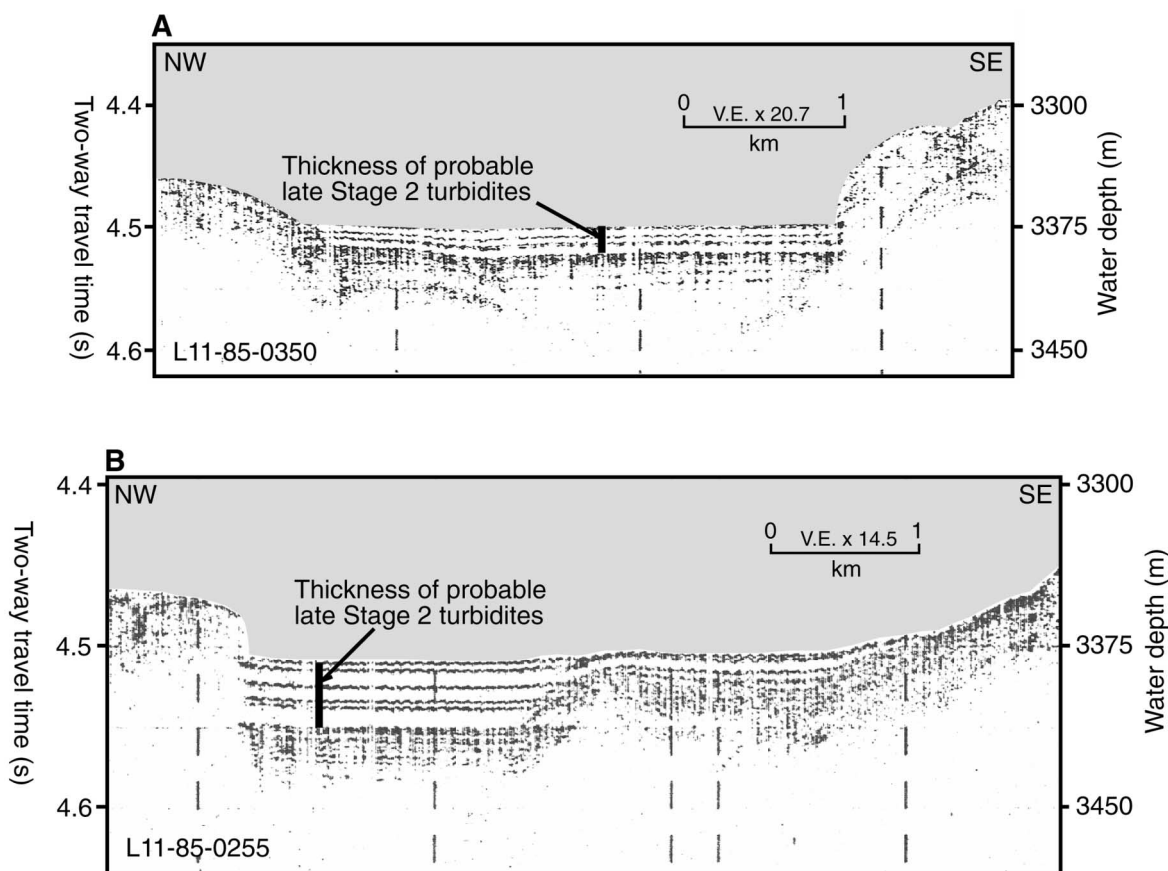 A
NW
SE
0 1
V.E. x 20.7
km
Thickness of probable
late Stage 2 turbidites
Two-way travel time (s)
4.4
4.5
4.6
3300
3375
3450
Water depth (m)
L11-85-0350
B
NW
SE
0 1
V.E. x 14.5
km
Thickness of probable
late Stage 2 turbidites
Two-way travel time (s)
4.4
4.5
4.6
3300
3375
3450
Water depth (m)
L11-85-0255